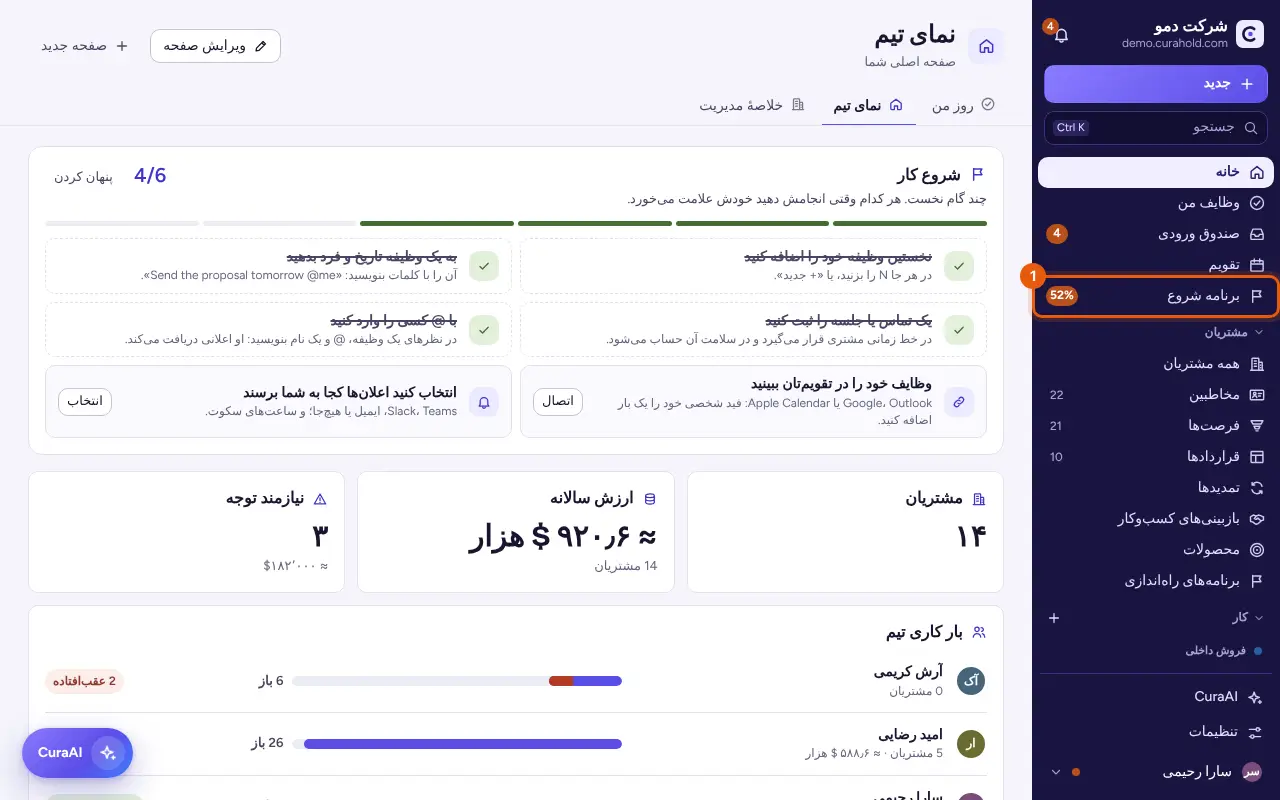 شرکت دمو
demo.curahold.com
4
جدید
جستجو
Ctrl K
خانه
وظایف من
صندوق ورودی
4
تقویم
1
برنامه شروع
52%
مشتریان
همه مشتریان
مخاطبین
22
فرصت‌ها
21
قراردادها
10
تمدیدها
بازبینی‌های کسب‌وکار
محصولات
برنامه‌های راه‌اندازی
کار
فروش داخلی
CuraAI
تنظیمات
سر
سارا رحیمی
نمای تیم
صفحه اصلی شما
ویرایش صفحه
صفحه جدید
روز من
نمای تیم
خلاصهٔ مدیریت
شروع کار
4/6
پنهان کردن
چند گام نخست. هر کدام وقتی انجامش دهید خودش علامت می‌خورد.
نخستین وظیفه خود را اضافه کنید
در هر جا N را بزنید، یا «+ جدید».
به یک وظیفه تاریخ و فرد بدهید
آن را با کلمات بنویسید: «Send the proposal tomorrow @me».
یک تماس یا جلسه را ثبت کنید
در خط زمانی مشتری قرار می‌گیرد و در سلامت آن حساب می‌شود.
با @ کسی را وارد کنید
در نظرهای یک وظیفه، @ و یک نام بنویسید: او اعلانی دریافت می‌کند.
وظایف خود را در تقویم‌تان ببینید
Google، Outlook یا Apple Calendar: فید شخصی خود را یک بار
اضافه کنید.
اتصال
انتخاب کنید اعلان‌ها کجا به شما برسند
Slack، Teams، ایمیل یا هیچ‌جا؛ و ساعت‌های سکوت.
انتخاب
مشتریان
۱۴
ارزش سالانه
≈ ۹۲۰٫۶ $ هزار
14 مشتریان
نیازمند توجه
۳
≈ ۱۸۲٬۰۰۰$
بار کاری تیم
آک
آرش کریمی
0 مشتریان
6 باز
2 عقب‌افتاده
ار
امید رضایی
5 مشتریان · ≈ ۵۸۸٫۶ $ هزار
26 باز
سارا رحیمی
CuraAI